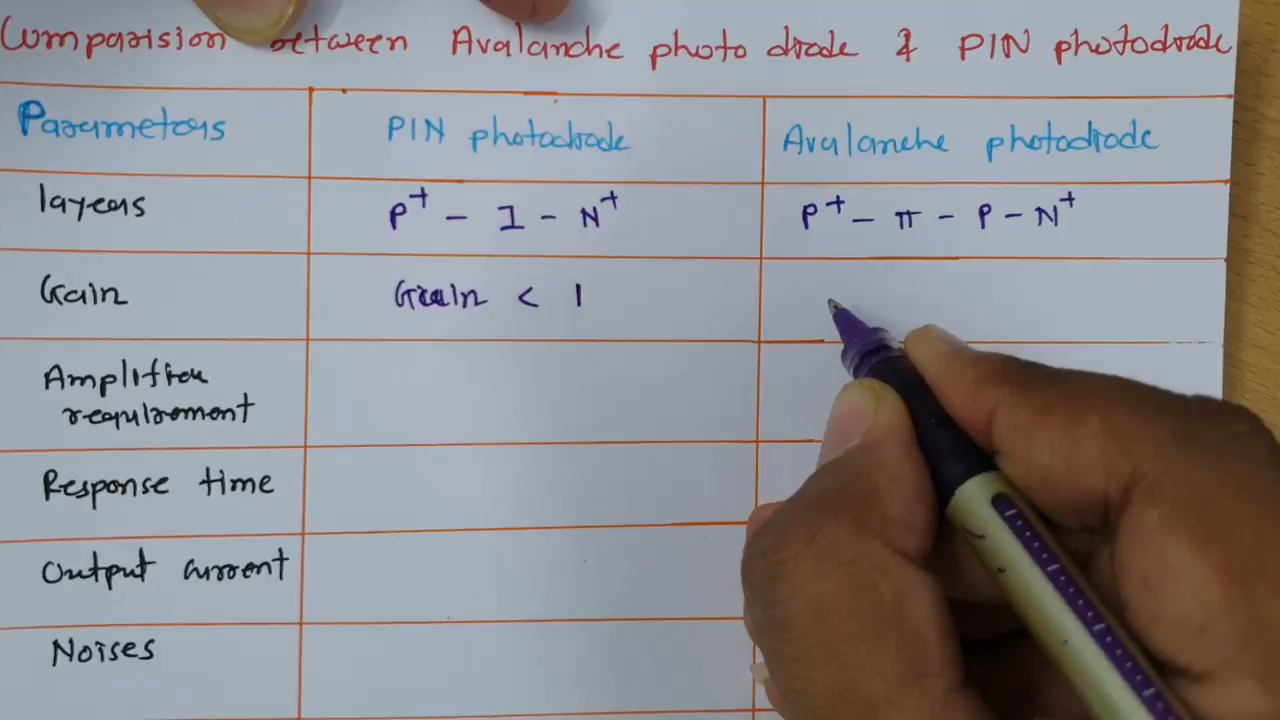 Comparision between Avalanche photo diode & PIN photodiode
Parameters PIN photodiode Avalanche photodiode
layers P+ - I - N+ P+ - π - P - N+
Gain Gain < 1
Amplifier
requirement
Response time
Output current
Noises